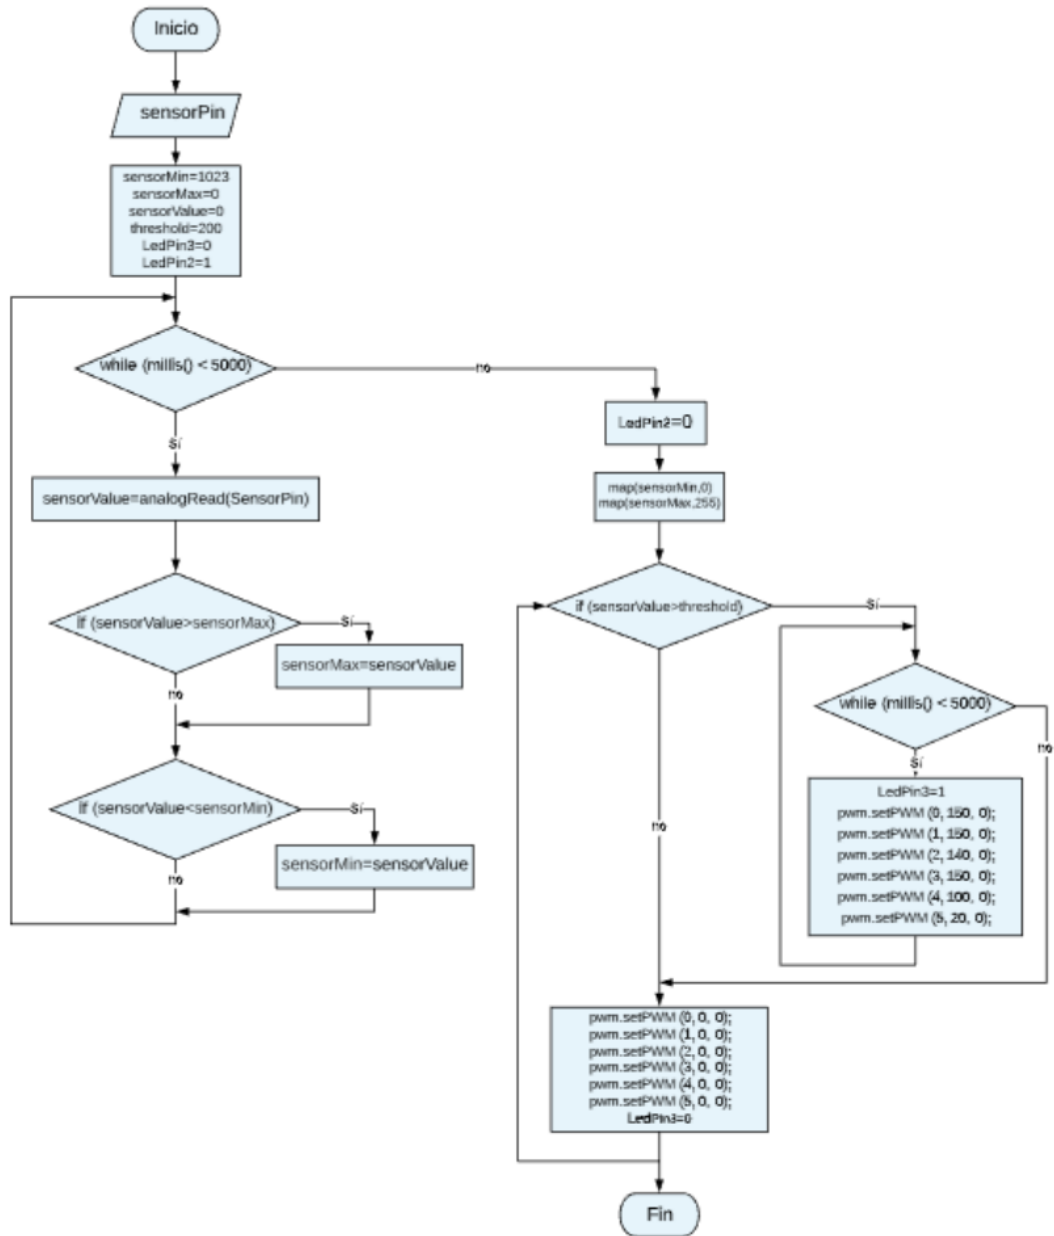 Inicio
sensorPin
sensorMin=1023
sensorMax=0
sensorValue=0
threshold=200
LedPin3=0
LedPin2=1
while (millis() < 5000)
no
Sí
LedPin2=0
sensorValue=analogRead(SensorPin)
map(sensorMin,0)
map(sensorMax,255)
if (sensorValue>sensorMax)
Sí
sensorMax=sensorValue
no
if (sensorValue<sensorMin)
Sí
sensorMin=sensorValue
no
if (sensorValue>threshold)
Sí
while (millis() < 5000)
no
Sí
LedPin3=1
pwm.setPWM (0, 150, 0);
pwm.setPWM (1, 150, 0);
pwm.setPWM (2, 140, 0);
pwm.setPWM (3, 150, 0);
pwm.setPWM (4, 100, 0);
pwm.setPWM (5, 20, 0);
no
pwm.setPWM (0, 0, 0);
pwm.setPWM (1, 0, 0);
pwm.setPWM (2, 0, 0);
pwm.setPWM (3, 0, 0);
pwm.setPWM (4, 0, 0);
pwm.setPWM (5, 0, 0);
LedPin3=0
Fin